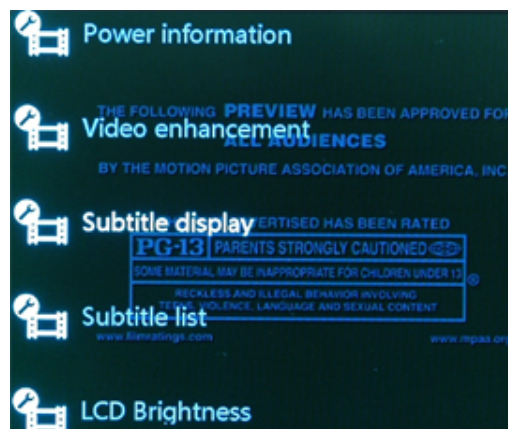 Power information
THE FOLLOWING PREVIEW HAS BEEN APPROVED FOR
Video enhancement
ALL AUDIENCES
BY THE MOTION PICTURE ASSOCIATION OF AMERICA, INC
Subtitle display
ADVERTISED HAS BEEN RATED
PG-13 PARENTS STRONGLY CAUTIONED
SOME MATERIAL MAY BE INAPPROPRIATE FOR CHILDREN UNDER 13
®
RECKLESS AND ILLEGAL BEHAVIOR INVOLVING
Subtitle list
TEENS, VIOLENCE, LANGUAGE AND SEXUAL CONTENT
www.filmratings.com www.mpaa.org
LCD Brightness